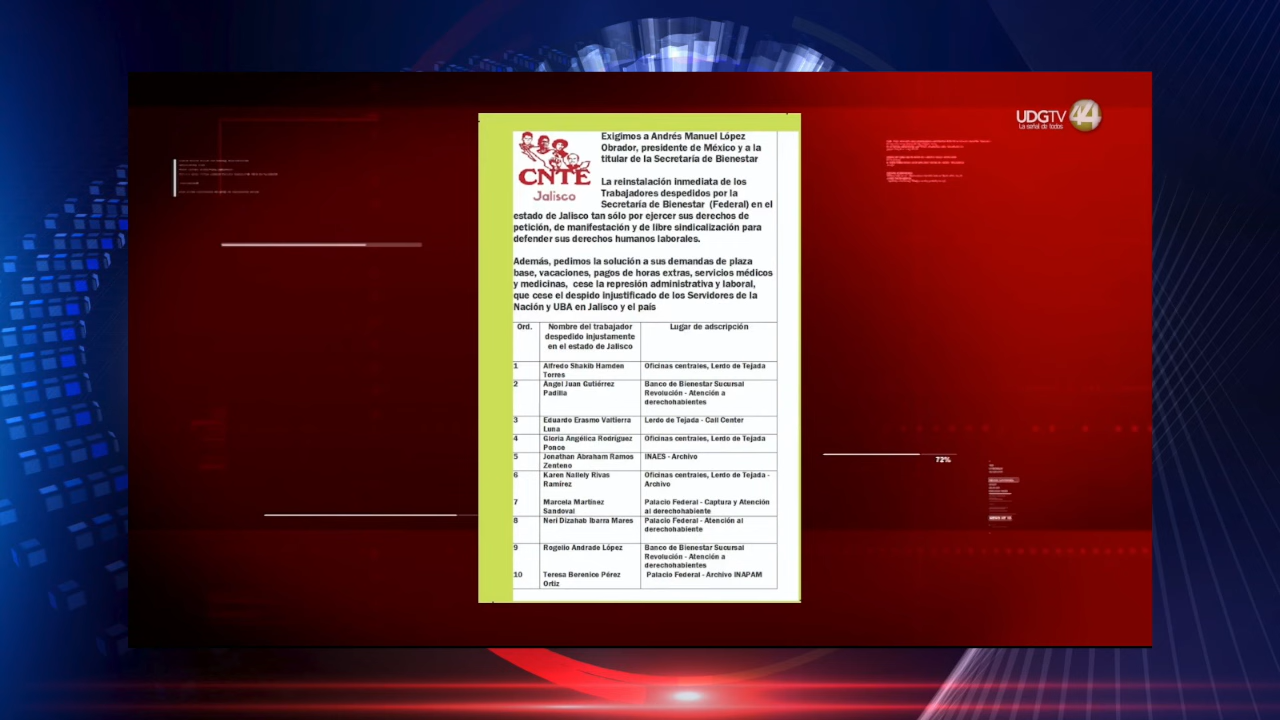 UDGTV 44
La señal de todos
CNTE
Jalisco
Exigimos a Andrés Manuel López
Obrador, presidente de México y a la
titular de la Secretaría de Bienestar
La reinstalación inmediata de los
Trabajadores despedidos por la
Secretaría de Bienestar (Federal) en el
estado de Jalisco tan sólo por ejercer sus derechos de
petición, de manifestación y de libre sindicalización para
defender sus derechos humanos laborales.
Además, pedimos la solución a sus demandas de plaza
base, vacaciones, pagos de horas extras, servicios médicos
y medicinas, cese la represión administrativa y laboral,
que cese el despido injustificado de los Servidores de la
Nación y UBA en Jalisco y el país
Ord. Nombre del trabajador Lugar de adscripción
despedido injustamente
en el estado de Jalisco
1 Alfredo Shakib Hamden Oficinas centrales, Lerdo de Tejada
Torres
2 Ángel Juan Gutiérrez Banco de Bienestar Sucursal
Padilla Revolución - Atención a
derechohabientes
3 Eduardo Erasmo Valtierra Lerdo de Tejada - Call Center
Luna
4 Gloria Angélica Rodríguez Oficinas centrales, Lerdo de Tejada
Ponce
5 Jonathan Abraham Ramos INAES - Archivo
Zenteno
6 Karen Nallely Rivas Oficinas centrales, Lerdo de Tejada -
Ramírez Archivo
7 Marcela Martínez Palacio Federal - Captura y Atención
Sandoval al derechohabiente
8 Neri Dizahab Ibarra Mares Palacio Federal - Atención al
derechohabiente
9 Rogelio Andrade López Banco de Bienestar Sucursal
Revolución - Atención a
derechohabientes
10 Teresa Berenice Pérez Palacio Federal - Archivo INAPAM
Ortiz
72%